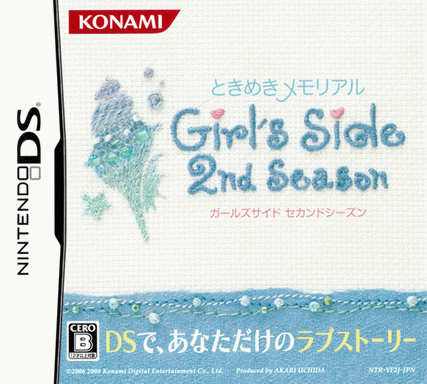 KONAMI
ときめきメモリアル
Girl's Side
2nd Season
ガールズサイド セカンドシーズン
NINTENDO DS™
CERO
B
DSで、あなただけのラブストーリー
©2006 2008 Konami Digital Entertainment Co., Ltd.
Produced by AKARI UCHIDA
NTR-YF2J-JPN